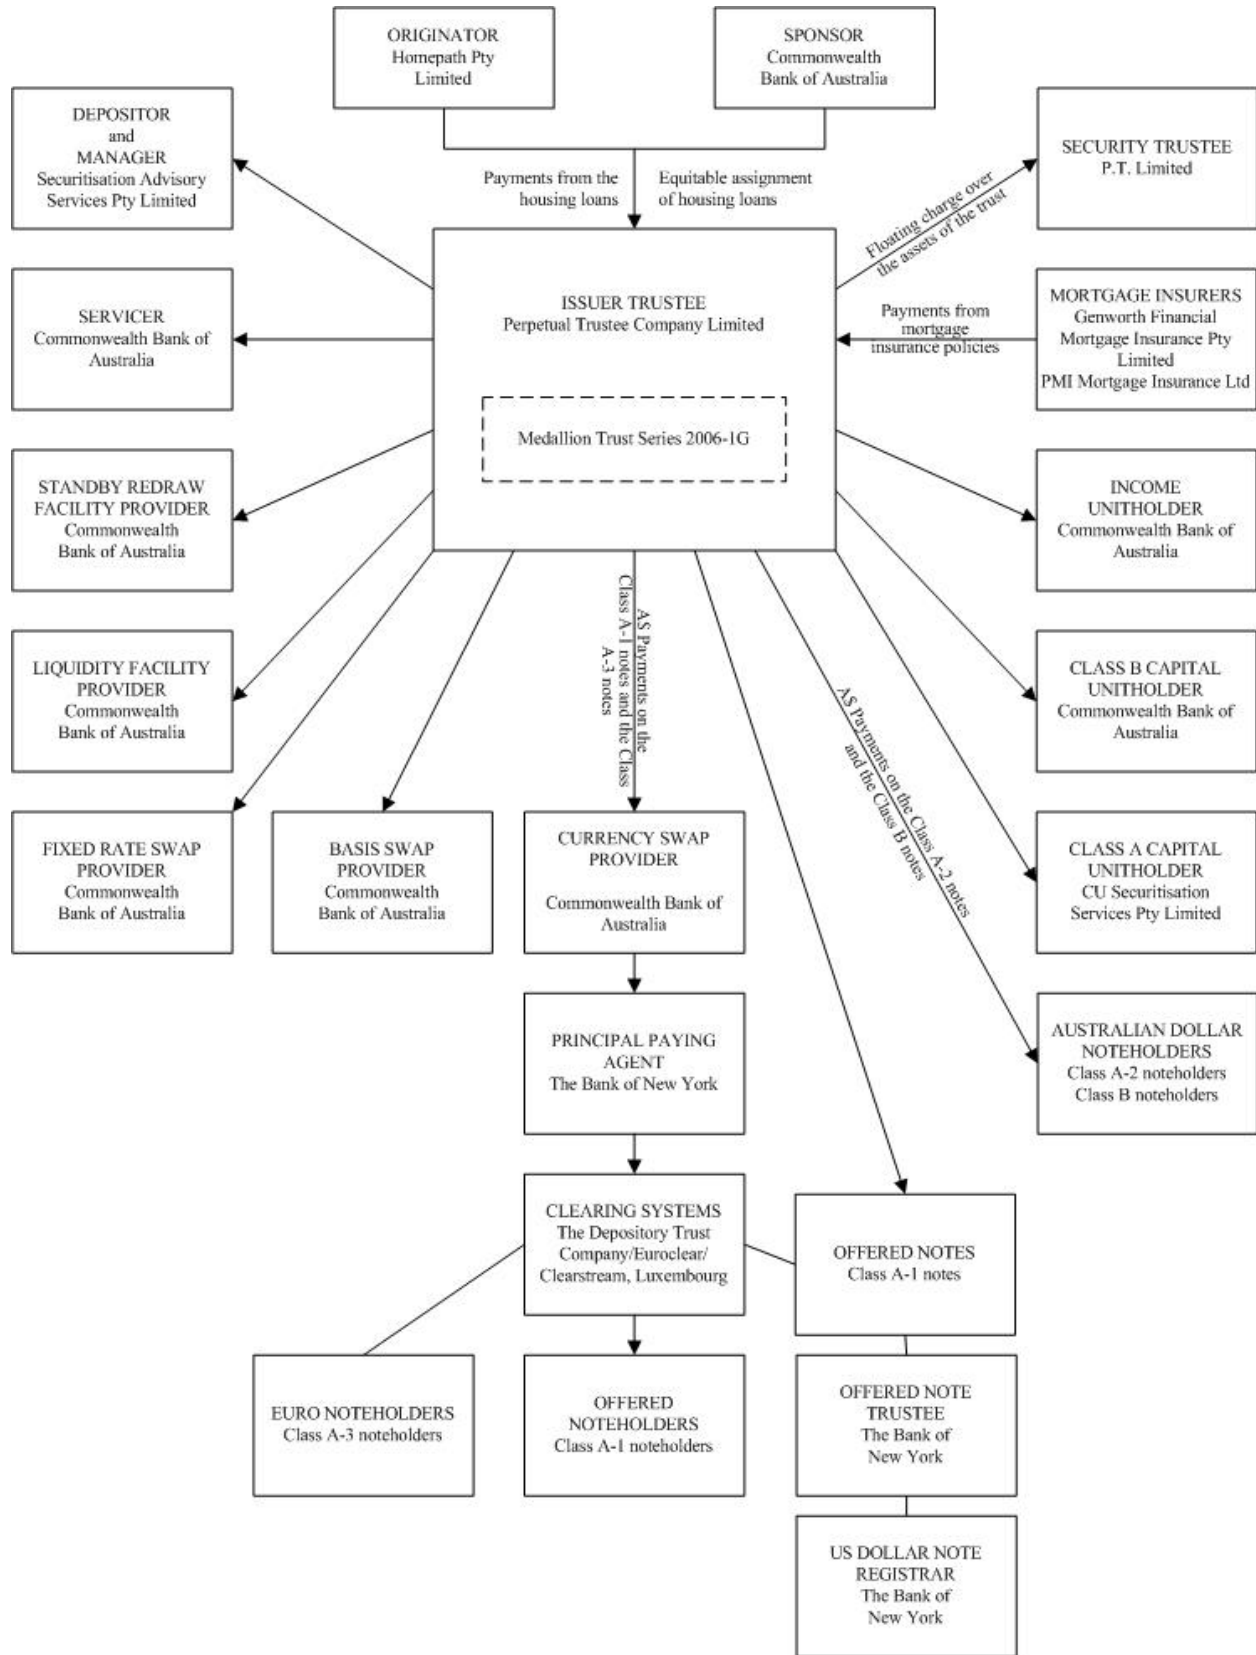 ORIGINATOR
Homepath Pty
Limited
SPONSOR
Commonwealth
Bank of Australia
DEPOSITOR
and
MANAGER
Securitisation Advisory
Services Pty Limited
Payments from the
housing loans
Equitable assignment
of housing loans
SECURITY TRUSTEE
P.T. Limited
Floating charge over
the assets of the trust
SERVICER
Commonwealth Bank of
Australia
ISSUER TRUSTEE
Perpetual Trustee Company Limited
Medallion Trust Series 2006-1G
Payments from
mortgage
insurance policies
MORTGAGE INSURERS
Genworth Financial
Mortgage Insurance Pty
Limited
PMI Mortgage Insurance Ltd
STANDBY REDRAW
FACILITY PROVIDER
Commonwealth
Bank of Australia
INCOME
UNITHOLDER
Commonwealth Bank of
Australia
LIQUIDITY FACILITY
PROVIDER
Commonwealth
Bank of Australia
A$ Payments on the
Class A-1 notes and the Class
A-3 notes
A$ Payments on the Class A-2 notes
and the Class B notes
CLASS B CAPITAL
UNITHOLDER
Commonwealth Bank of
Australia
FIXED RATE SWAP
PROVIDER
Commonwealth
Bank of Australia
BASIS SWAP
PROVIDER
Commonwealth
Bank of Australia
CURRENCY SWAP
PROVIDER
Commonwealth Bank of
Australia
CLASS A CAPITAL
UNITHOLDER
CU Securitisation
Services Pty Limited
PRINCIPAL PAYING
AGENT
The Bank of New York
AUSTRALIAN DOLLAR
NOTEHOLDERS
Class A-2 noteholders
Class B noteholders
CLEARING SYSTEMS
The Depository Trust
Company/Euroclear/
Clearstream, Luxembourg
OFFERED NOTES
Class A-1 notes
EURO NOTEHOLDERS
Class A-3 noteholders
OFFERED
NOTEHOLDERS
Class A-1 noteholders
OFFERED NOTE
TRUSTEE
The Bank of
New York
US DOLLAR NOTE
REGISTRAR
The Bank of
New York